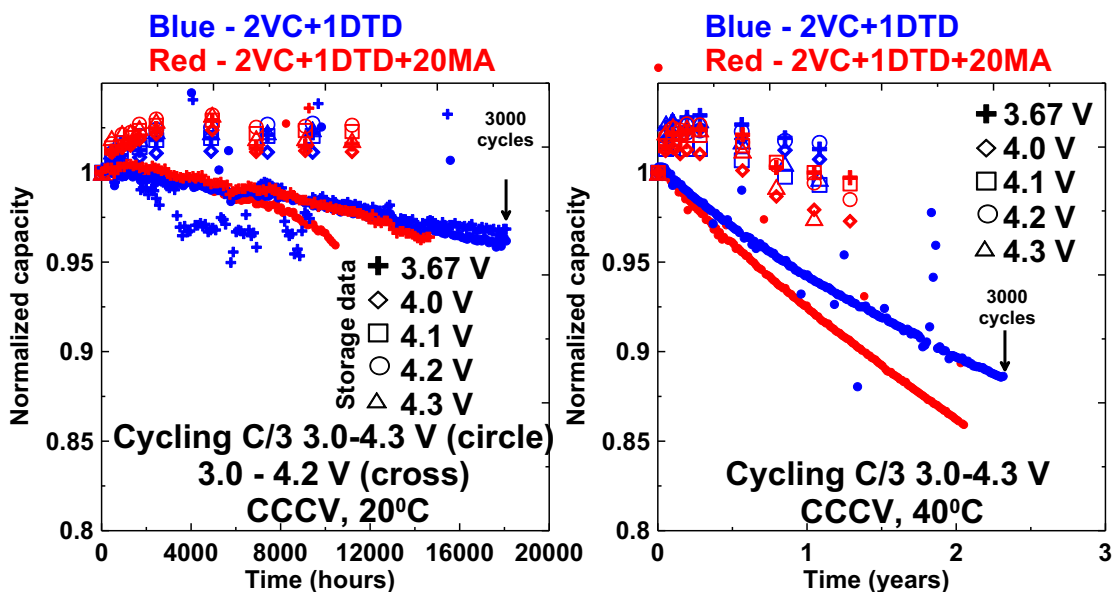 Blue - 2VC+1DTD
Red - 2VC+1DTD+20MA
Normalized capacity
1
0.95
0.9
0.85
0.8
3000
cycles
Storage data
3.67 V
4.0 V
4.1 V
4.2 V
4.3 V
Cycling C/3 3.0-4.3 V (circle)
3.0 - 4.2 V (cross)
CCCV, 20⁰C
0 4000 8000 12000 16000 20000
Time (hours)
Blue - 2VC+1DTD
Red - 2VC+1DTD+20MA
Normalized capacity
1
0.95
0.9
0.85
0.8
3.67 V
4.0 V
4.1 V
4.2 V
4.3 V
3000
cycles
Cycling C/3 3.0-4.3 V
CCCV, 40⁰C
0 1 2 3
Time (years)